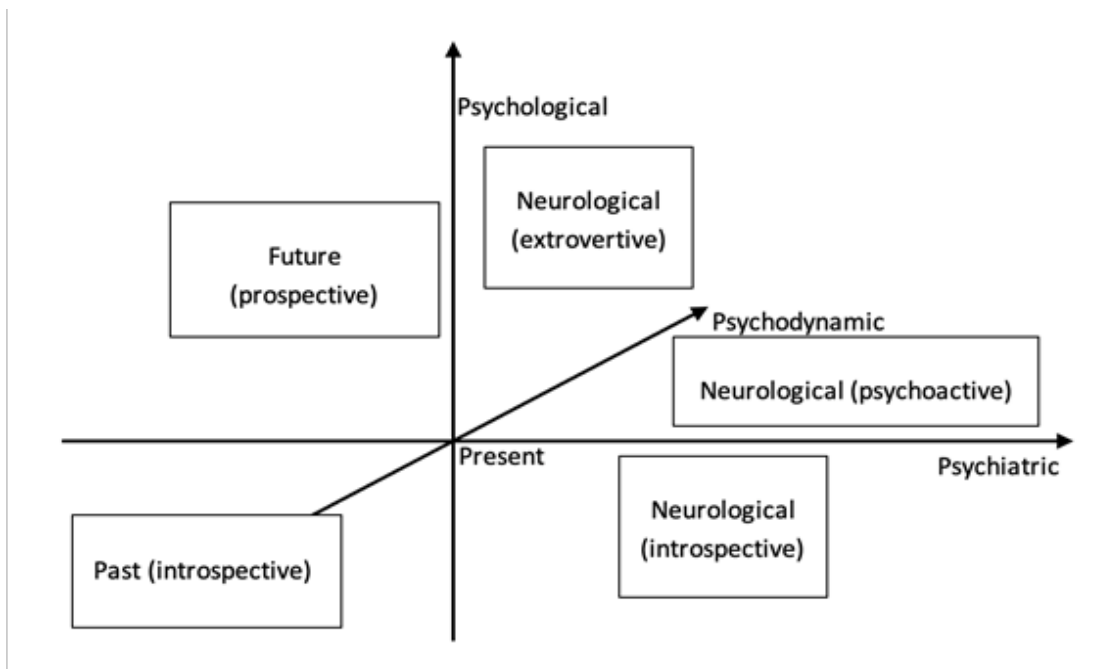 Psychological
Neurological
(extrovertive)
Future
(prospective)
Psychodynamic
Neurological (psychoactive)
Present
Psychiatric
Neurological
(introspective)
Past (introspective)